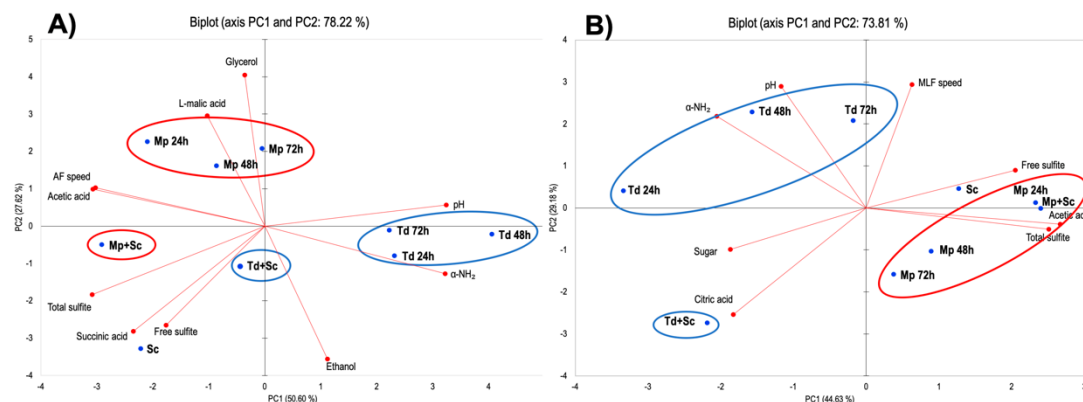 A)
Biplot (axis PC1 and PC2: 78.22 %)
5
4
3
2
1
0
-1
-2
-3
-4
PC2 (27.62 %)
Glycerol
L-malic acid
Mp 24h
Mp 48h
Mp 72h
AF speed
Acetic acid
pH
Td 72h
Td 48h
Td 24h
Mp+Sc
Td+Sc
α-NH₂
Total sulfite
Succinic acid
Free sulfite
Sc
Ethanol
-4 -3 -2 -1 0 1 2 3 4
PC1 (50.60 %)
B)
Biplot (axis PC1 and PC2: 73.81 %)
4
3
2
1
0
-1
-2
-3
-4
PC2 (29.18 %)
pH
MLF speed
α-NH₂
Td 48h
Td 72h
Td 24h
Free sulfite
Sc
Mp 24h
Mp+Sc
Acetic acid
Total sulfite
Mp 48h
Mp 72h
Sugar
Citric acid
Td+Sc
-4 -3 -2 -1 0 1 2 3
PC1 (44.63 %)